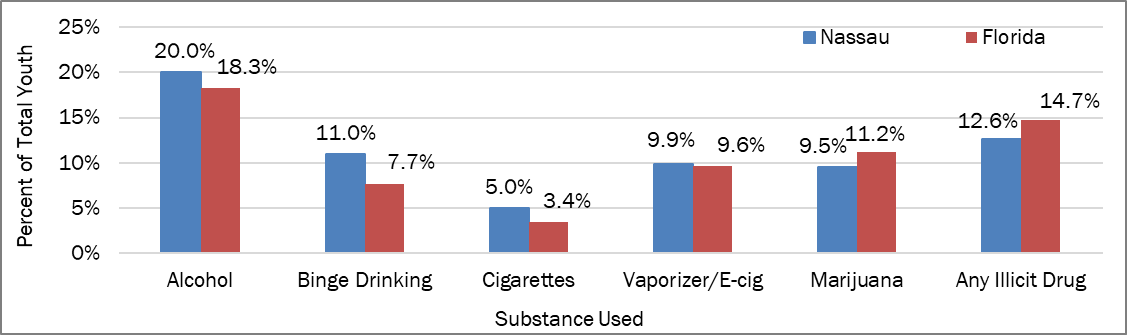 25%
Nassau
Florida
20.0%
18.3%
20%
14.7%
15%
12.6%
11.0%
11.2%
9.9%
9.6%
9.5%
10%
7.7%
5.0%
3.4%
5%
0%
Alcohol
Binge Drinking
Cigarettes
Vaporizer/E-cig
Marijuana
Any Illicit Drug
Percent of Total Youth
Substance Used